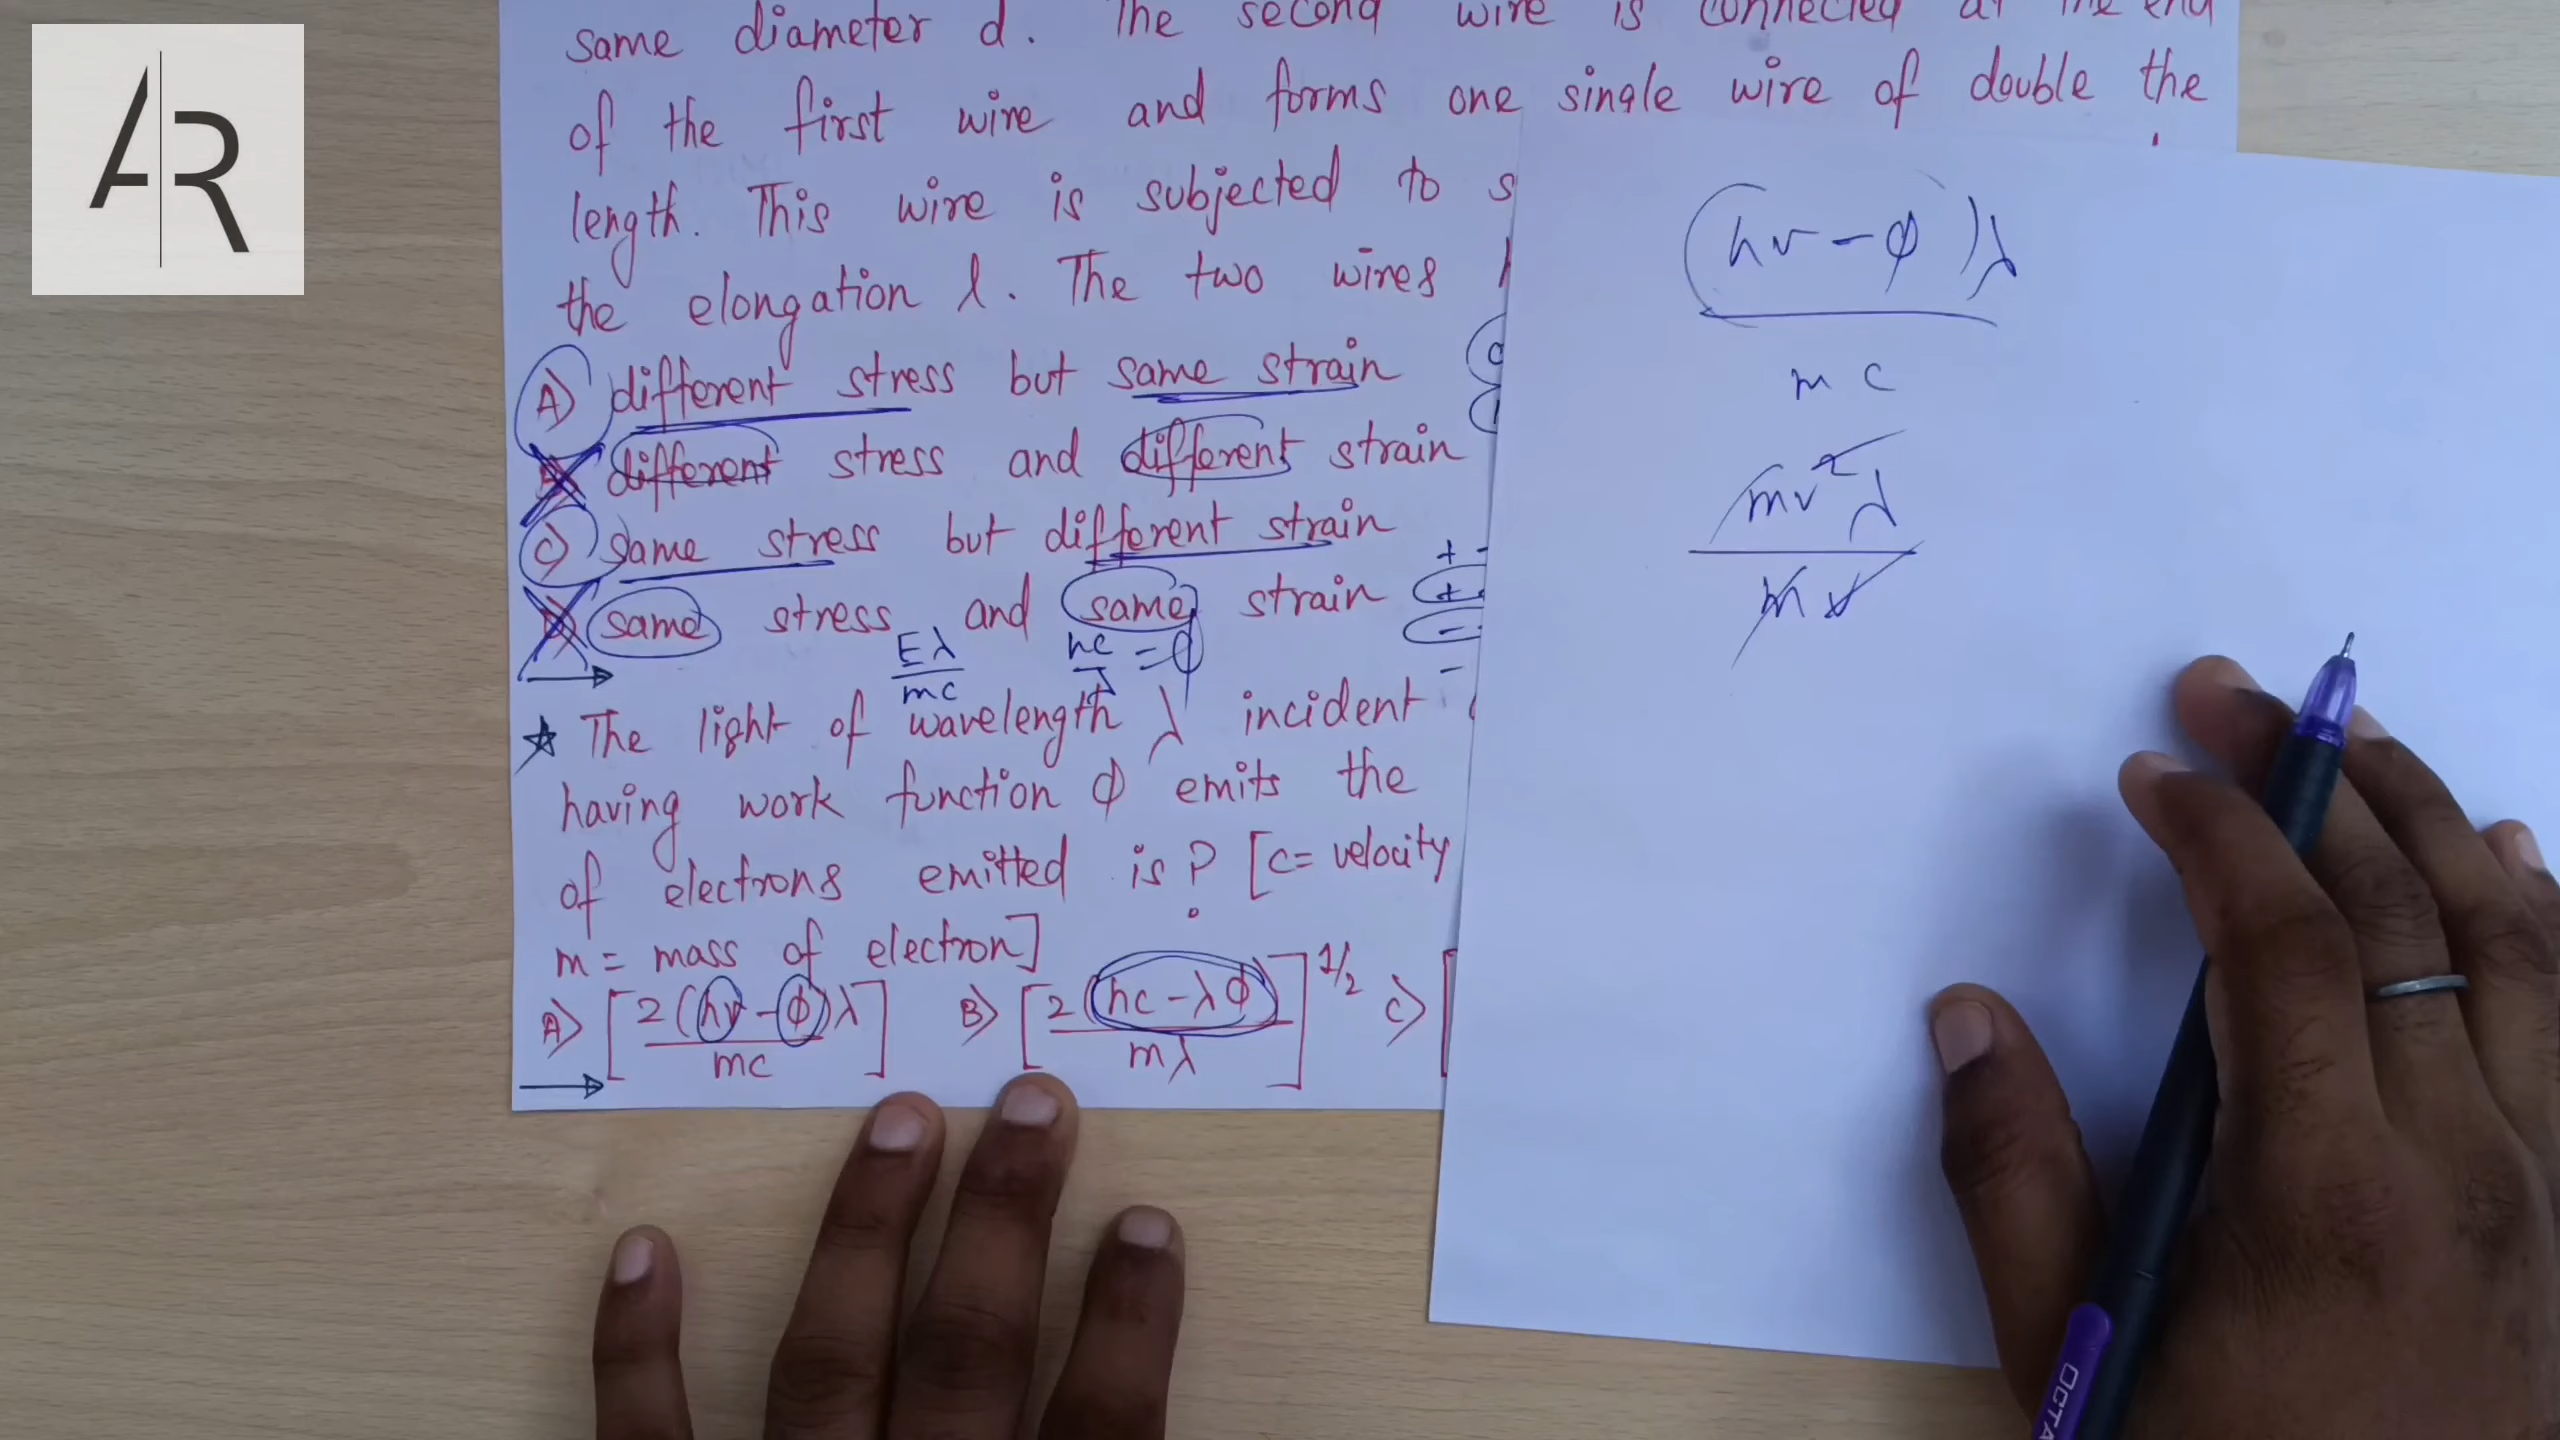 AR
same diameter d. The second wire is connected at the end
of the first wire and forms one single wire of double the
length. This wire is subjected to s
the elongation l. The two wires
A) different stress but same strain
different stress and different strain
C) same stress but different strain
same stress and same strain
Eλ/mc hc/λ = ϕ
☆ The light of wavelength λ incident
having work function ϕ emits the
of electrons emitted is ? [c= velocity
m = mass of electron]
A) [2(hν-ϕ)λ/mc] B) [2(hc-λϕ)/mλ]^1/2 C) [
(hν-ϕ)λ
mc
mv²λ
mv
OCTA